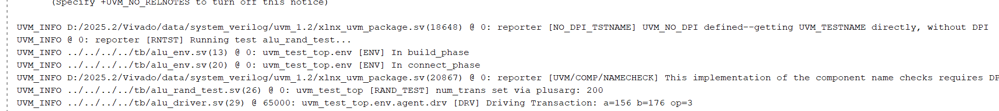 (Specify +UVM_NO_RELNOTES to turn off this notice)
UVM_INFO D:/2025.2/Vivado/data/system_verilog/uvm_1.2/xlnx_uvm_package.sv(18648) @ 0: reporter [NO_DPI_TSTNAME] UVM_NO_DPI defined--getting UVM_TESTNAME directly, without DPI
UVM_INFO @ 0: reporter [RNTST] Running test alu_rand_test...
UVM_INFO ../../../../tb/alu_env.sv(13) @ 0: uvm_test_top.env [ENV] In build_phase
UVM_INFO ../../../../tb/alu_env.sv(20) @ 0: uvm_test_top.env [ENV] In connect_phase
UVM_INFO D:/2025.2/Vivado/data/system_verilog/uvm_1.2/xlnx_uvm_package.sv(20867) @ 0: reporter [UVM/COMP/NAMECHECK] This implementation of the component name checks requires DP
UVM_INFO ../../../../tb/alu_rand_test.sv(26) @ 0: uvm_test_top [RAND_TEST] num_trans set via plusarg: 200
UVM_INFO ../../../../tb/alu_driver.sv(29) @ 65000: uvm_test_top.env.agent.drv [DRV] Driving Transaction: a=156 b=176 op=3